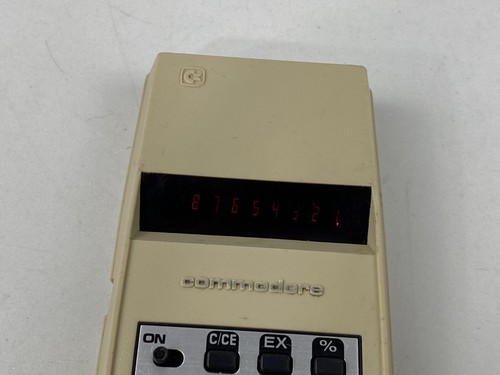 87654321.
commodore
ON C/CE EX %